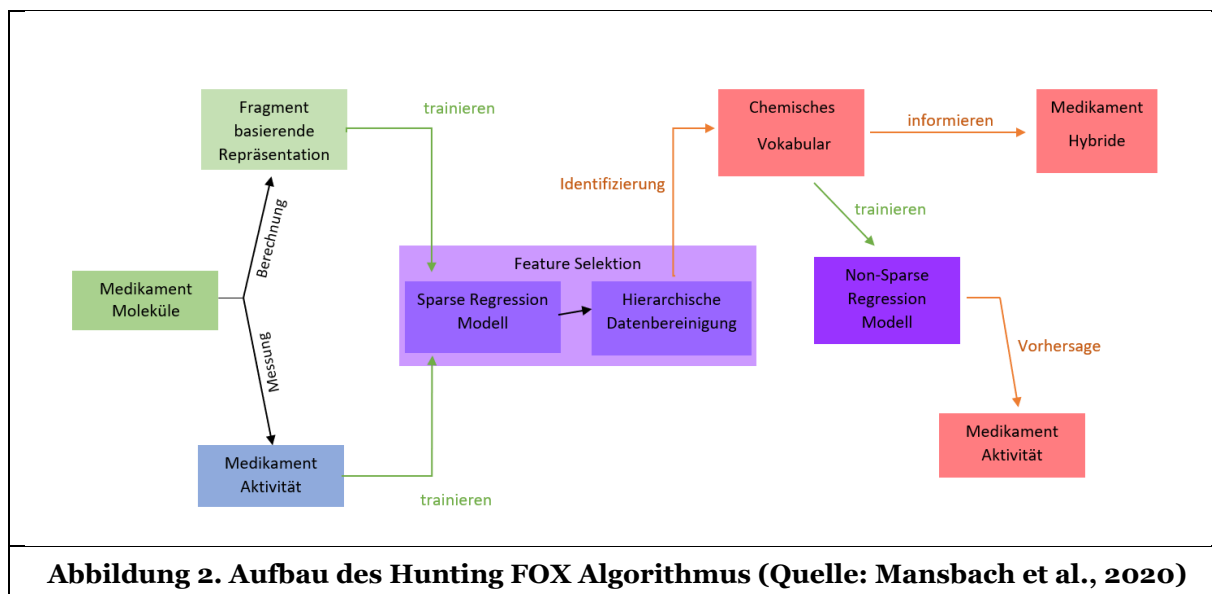 Fragment
basierende
Repräsentation
trainieren
Chemisches
Vokabular
informieren
Medikament
Hybride
Identifizierung
trainieren
Berechnung
Feature Selektion
Medikament
Moleküle
Sparse Regression
Modell
Hierarchische
Datenbereinigung
Non-Sparse
Regression
Modell
Messung
Vorhersage
Medikament
Aktivität
trainieren
Medikament
Aktivität
Abbildung 2. Aufbau des Hunting FOX Algorithmus (Quelle: Mansbach et al., 2020)